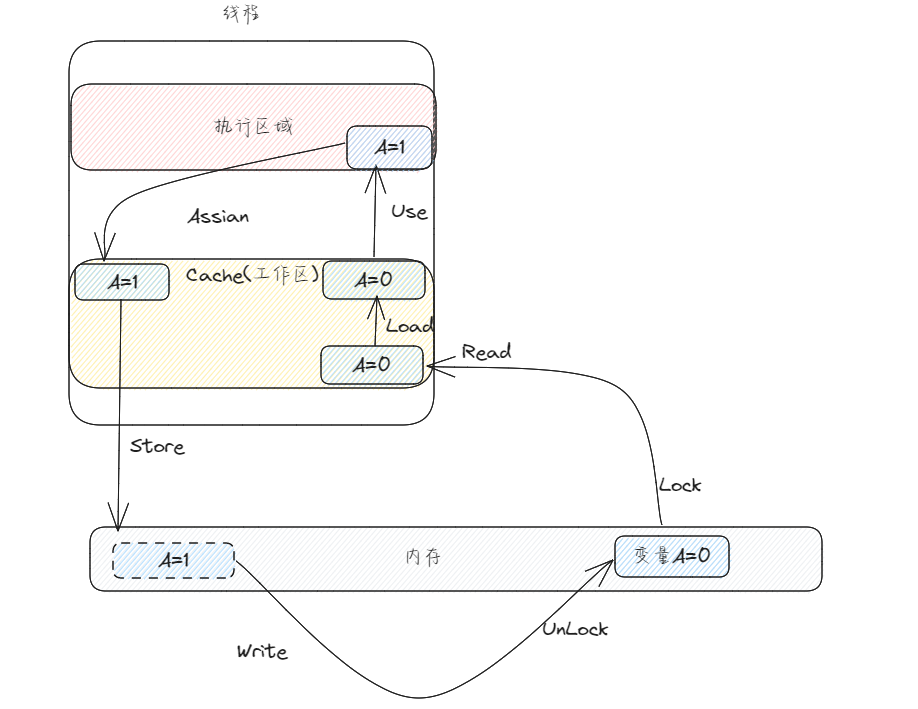 线程
执行区域
A=1
Assian
Use
A=1
Cache(工作区)
A=0
Load
A=0
Read
Store
Lock
A=1
内存
变量A=0
UnLock
Write